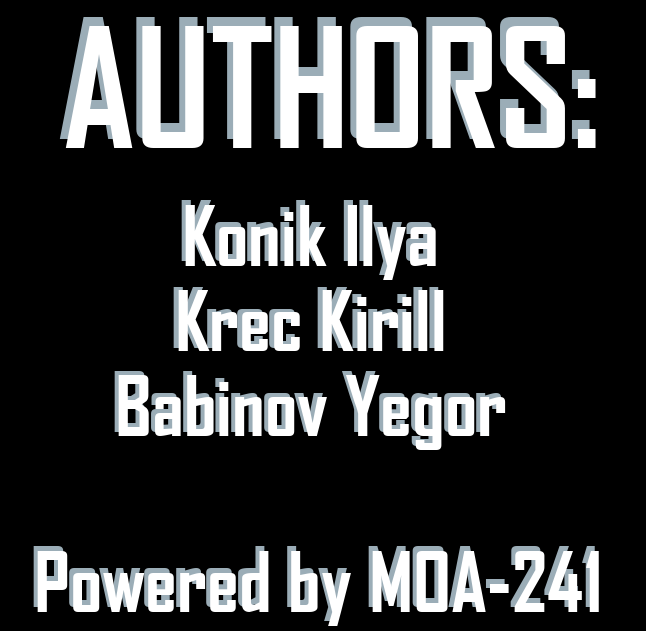 AUTHORS:
Konik Ilya
Krec Kirill
Babinov Yegor
Powered by MOA-241